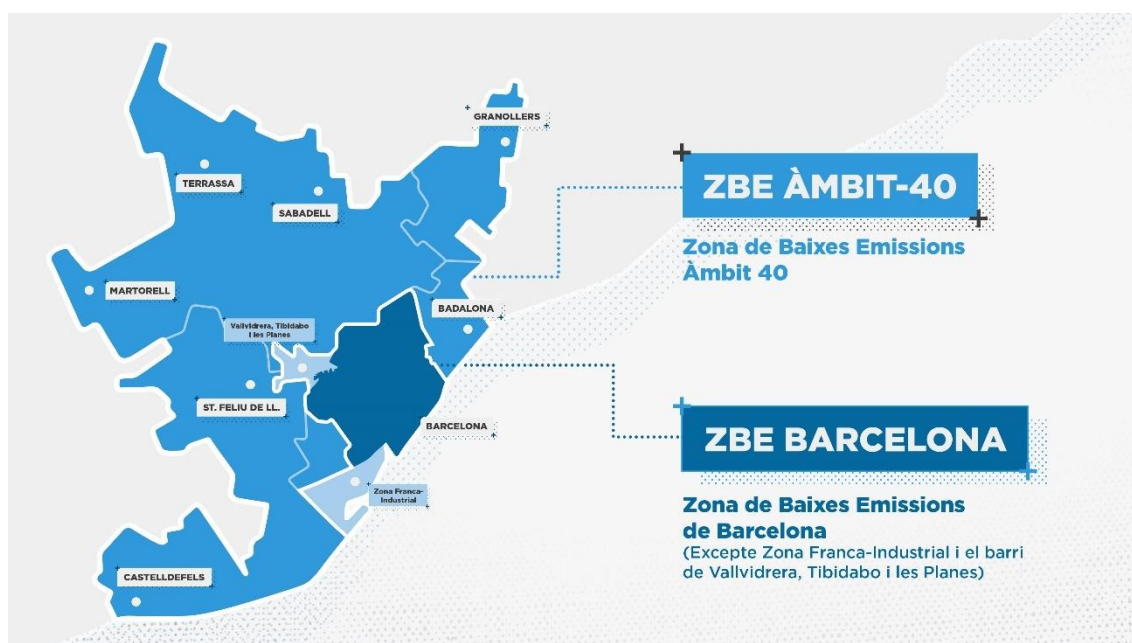 GRANOLLERS
TERRASSA
SABADELL
MARTORELL
BADALONA
Vallvidrera, Tibidabo
i les Planes
ST. FELIU DE LL.
BARCELONA
Zona Franca-
Industrial
CASTELLDEFELS
ZBE ÀMBIT-40
Zona de Baixes Emissions
Àmbit 40
ZBE BARCELONA
Zona de Baixes Emissions
de Barcelona
(Excepte Zona Franca-Industrial i el barri
de Vallvidrera, Tibidabo i les Planes)